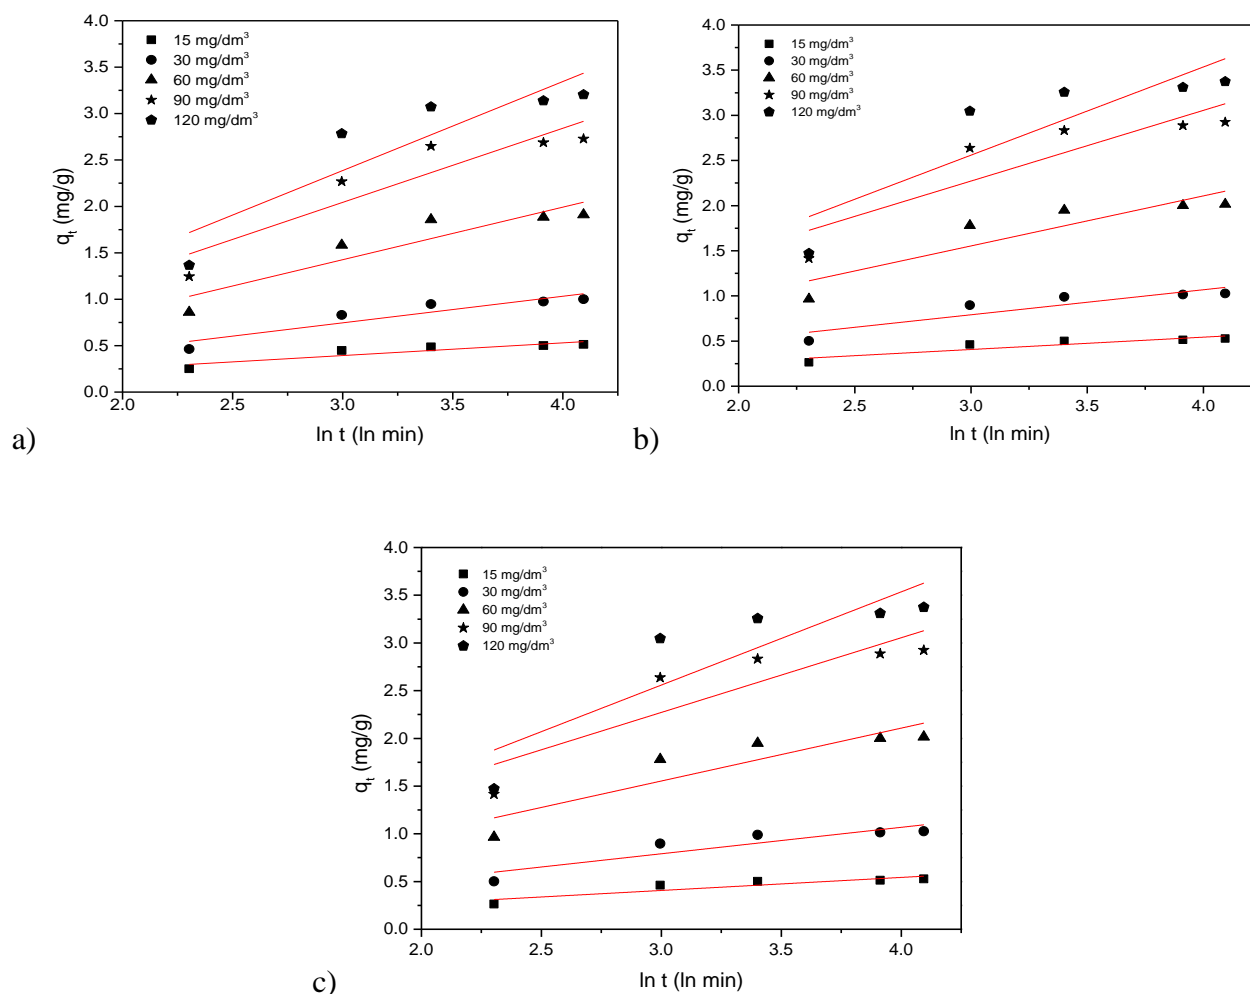 4.0
3.5
3.0
2.5
2.0
1.5
1.0
0.5
0.0
q_t (mg/g)
15 mg/dm³
30 mg/dm³
60 mg/dm³
90 mg/dm³
120 mg/dm³
2.0 2.5 3.0 3.5 4.0
ln t (ln min)
a)
4.0
3.5
3.0
2.5
2.0
1.5
1.0
0.5
0.0
q_t (mg/g)
15 mg/dm³
30 mg/dm³
60 mg/dm³
90 mg/dm³
120 mg/dm³
2.0 2.5 3.0 3.5 4.0
ln t (ln min)
b)
4.0
3.5
3.0
2.5
2.0
1.5
1.0
0.5
0.0
q_t (mg/g)
15 mg/dm³
30 mg/dm³
60 mg/dm³
90 mg/dm³
120 mg/dm³
2.0 2.5 3.0 3.5 4.0
ln t (ln min)
c)